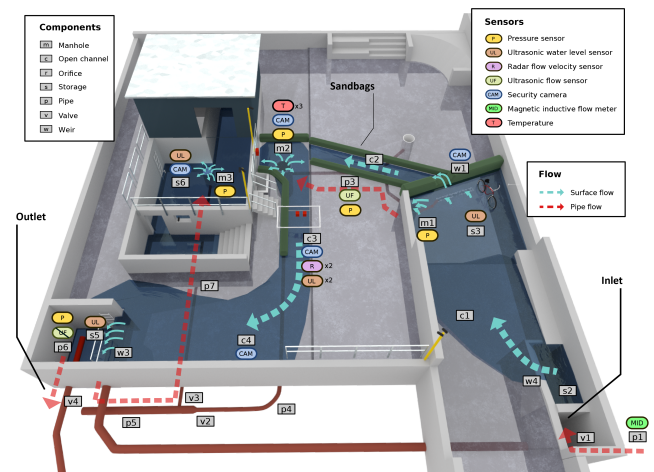 Components
m Manhole
c Open channel
r Orifice
s Storage
p Pipe
v Valve
w Weir
Sensors
P Pressure sensor
UL Ultrasonic water level sensor
R Radar flow velocity sensor
UF Ultrasonic flow sensor
CAM Security camera
MID Magnetic inductive flow meter
T Temperature
Flow
Surface flow
Pipe flow
Sandbags
T x3
CAM
P
m2
c2
CAM
w1
UL
CAM
s6
m3
P
p3
UF
P
m1
P
UL
s3
c3
CAM
R x2
UL x2
Outlet
Inlet
p7
c1
P
UF
p6
UL
s5
w3
c4
CAM
w4
s2
v4
v3
p5
v2
p4
v1
MID
p1